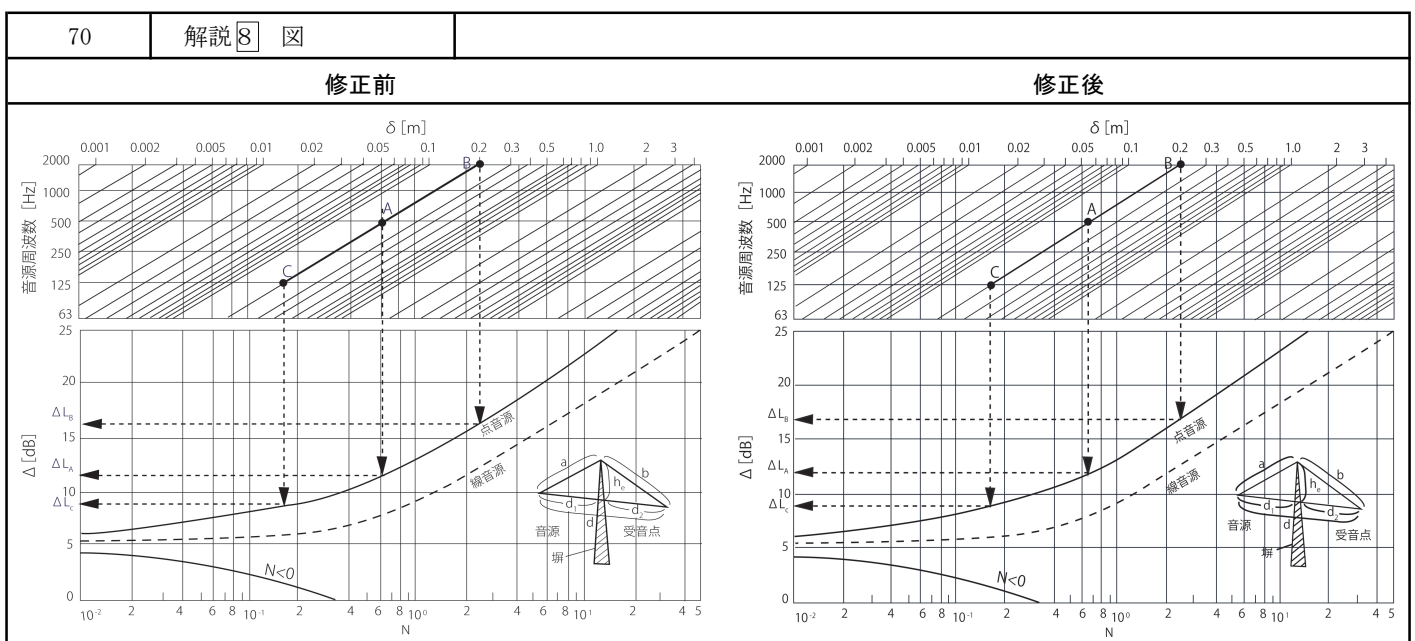 70 解説8 図
修正前 修正後
δ [m]
0.001 0.002 0.005 0.01 0.02 0.05 0.1 0.2 0.3 0.5 1.0 2 3
音源周波数 [Hz]
2000
1000
500
250
125
63
B
A
C
Δ [dB]
25
20
15
10
5
0
ΔL_B
ΔL_A
ΔL_C
点音源
線音源
N<0
a b
h_e
d_1 d_2
d
音源 受音点
塀
10^-2 2 4 6 8 10^-1 2 4 6 8 10^0 2 4 6 8 10^1 2 4 5
N
δ [m]
0.001 0.002 0.005 0.01 0.02 0.05 0.1 0.2 0.3 0.5 1.0 2 3
音源周波数 [Hz]
2000
1000
500
250
125
63
B
A
C
Δ [dB]
25
20
15
10
5
0
ΔL_B
ΔL_A
ΔL_C
点音源
線音源
N<0
a b
h_e
d_1 d_2
d
音源 受音点
塀
10^-2 2 4 6 8 10^-1 2 4 6 8 10^0 2 4 6 8 10^1 2 4 5
N